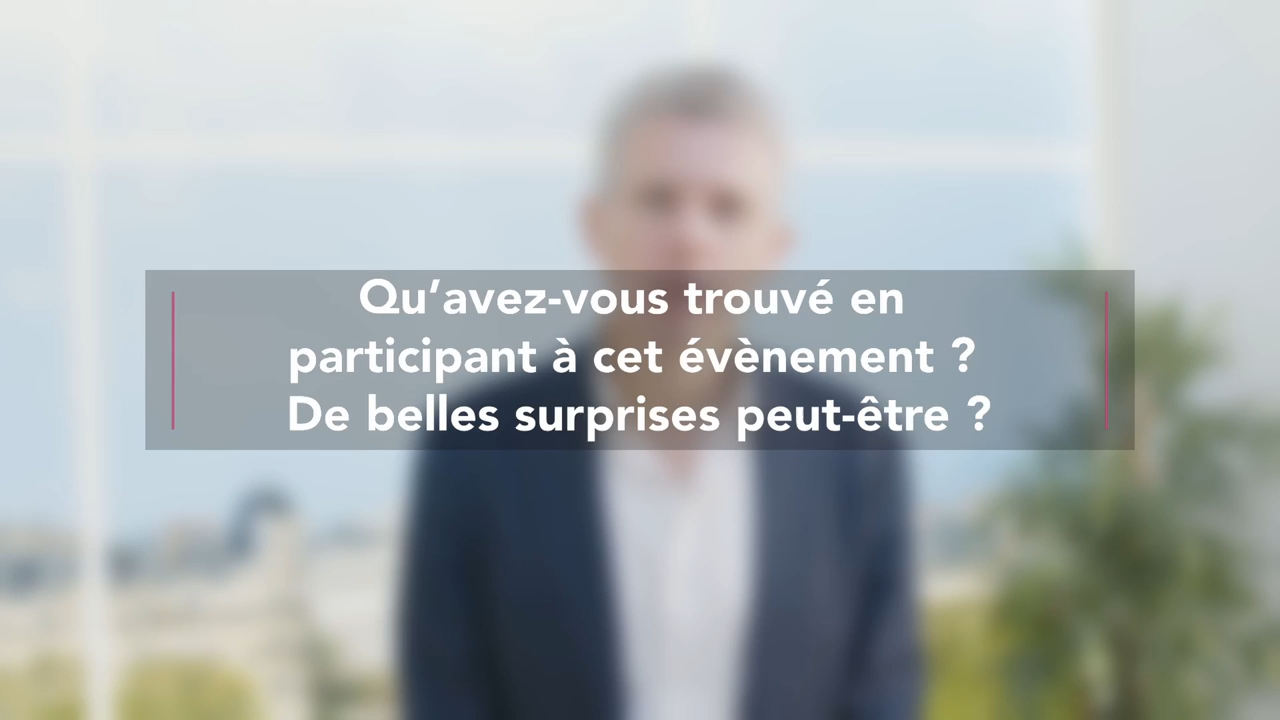 Qu’avez-vous trouvé en
participant à cet évènement ?
De belles surprises peut-être ?